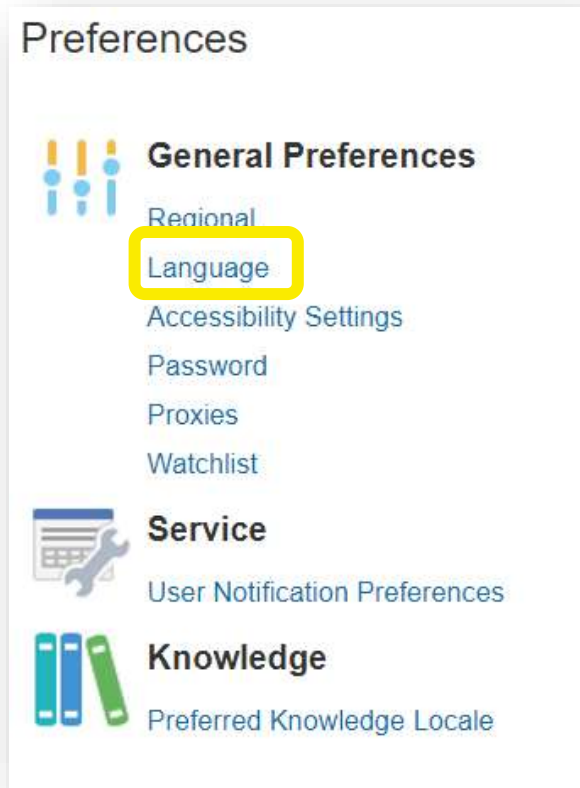 Preferences
General Preferences
Regional
Language
Accessibility Settings
Password
Proxies
Watchlist
Service
User Notification Preferences
Knowledge
Preferred Knowledge Locale